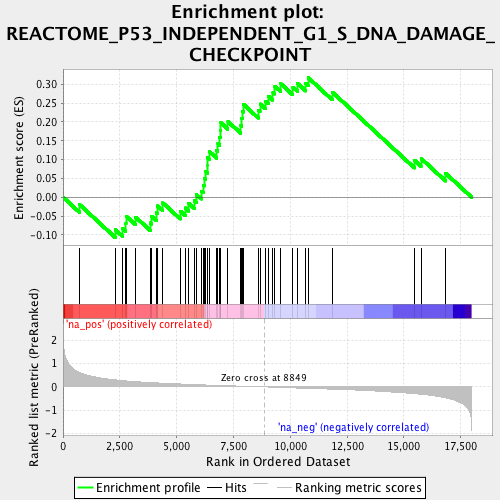 Enrichment plot:
REACTOME_P53_INDEPENDENT_G1_S_DNA_DAMAGE_
CHECKPOINT
Enrichment score (ES)
0.30
0.25
0.20
0.15
0.10
0.05
0.00
-0.05
-0.10
Ranked list metric (PreRanked)
'na_pos' (positively correlated)
2
1
0
-1
-2
Zero cross at 8849
'na_neg' (negatively correlated)
0
2,500
5,000
7,500
10,000
12,500
15,000
17,500
Rank in Ordered Dataset
Enrichment profile
Hits
Ranking metric scores